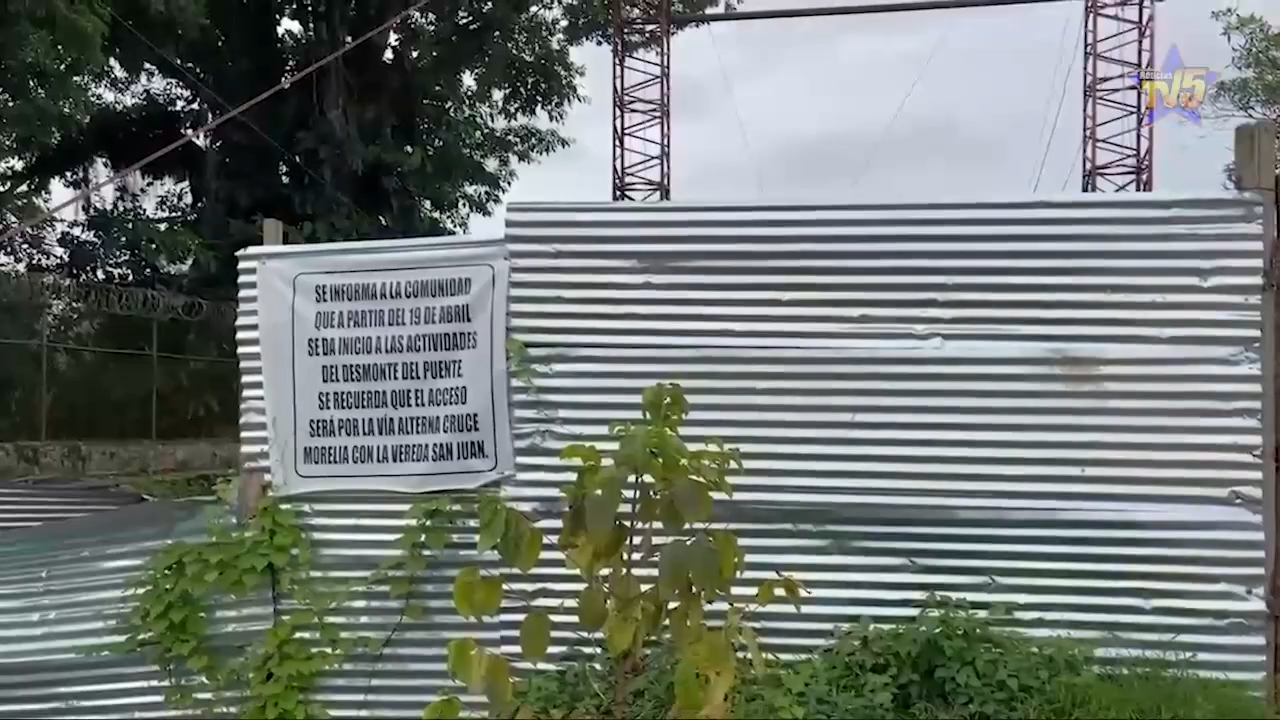 SE INFORMA A LA COMUNIDAD
QUE A PARTIR DEL 19 DE ABRIL
SE DA INICIO A LAS ACTIVIDADES
DEL DESMONTE DEL PUENTE
SE RECUERDA QUE EL ACCESO
SERÁ POR LA VÍA ALTERNA CRUCE
MORELIA CON LA VEREDA SAN JUAN.
Noticias
TV5